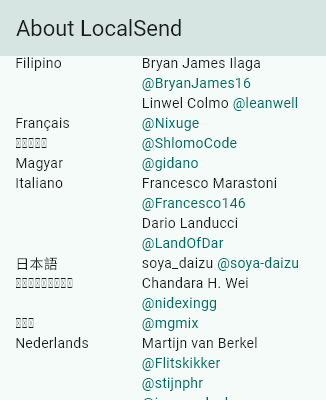 About LocalSend
Filipino Bryan James Ilaga
@BryanJames16
Linwel Colmo @leanwell
Français @Nixuge
@ShlomoCode
Magyar @gidano
Italiano Francesco Marastoni
@Francesco146
Dario Landucci
@LandOfDar
日本語 soya_daizu @soya-daizu
Chandara H. Wei
@nidexingg
@mgmix
Nederlands Martijn van Berkel
@Flitskikker
@stijnphr